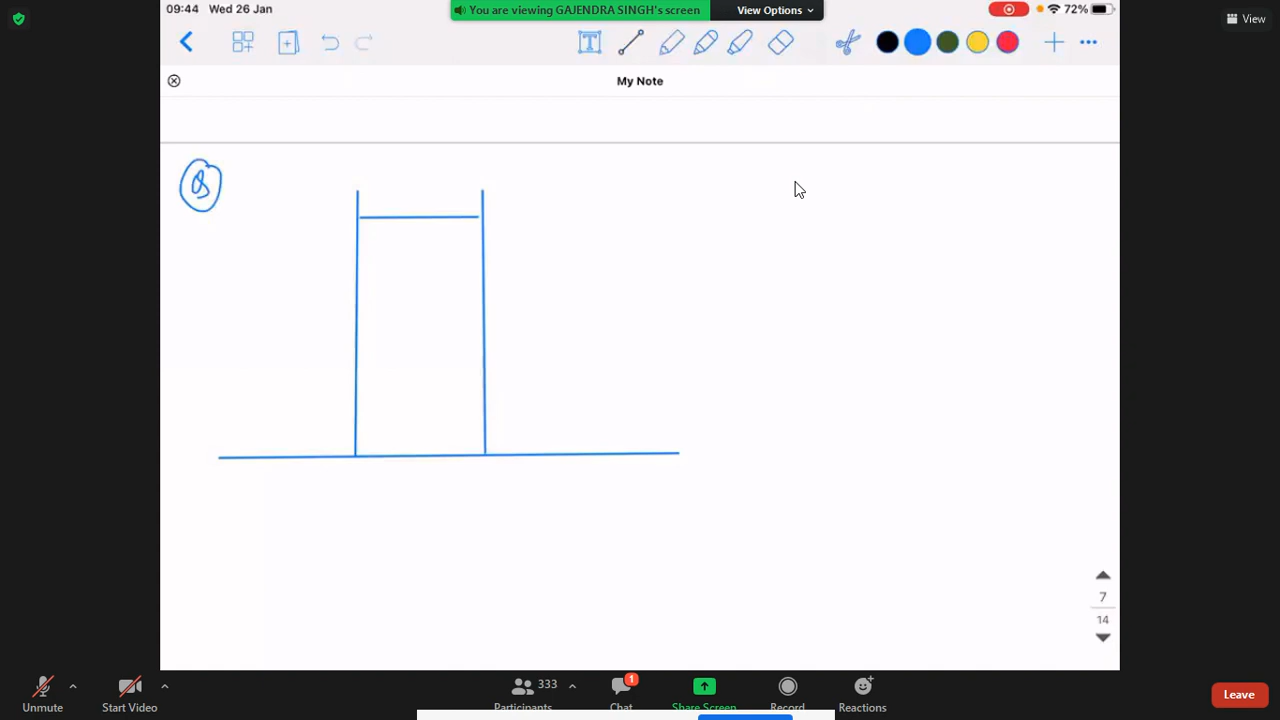 09:44 Wed 26 Jan
You are viewing GAJENDRA SINGH's screen
View Options
72%
View
T
My Note
Q
7
14
Unmute
Start Video
333
Participants
1
Chat
Share Screen
Record
Reactions
Leave